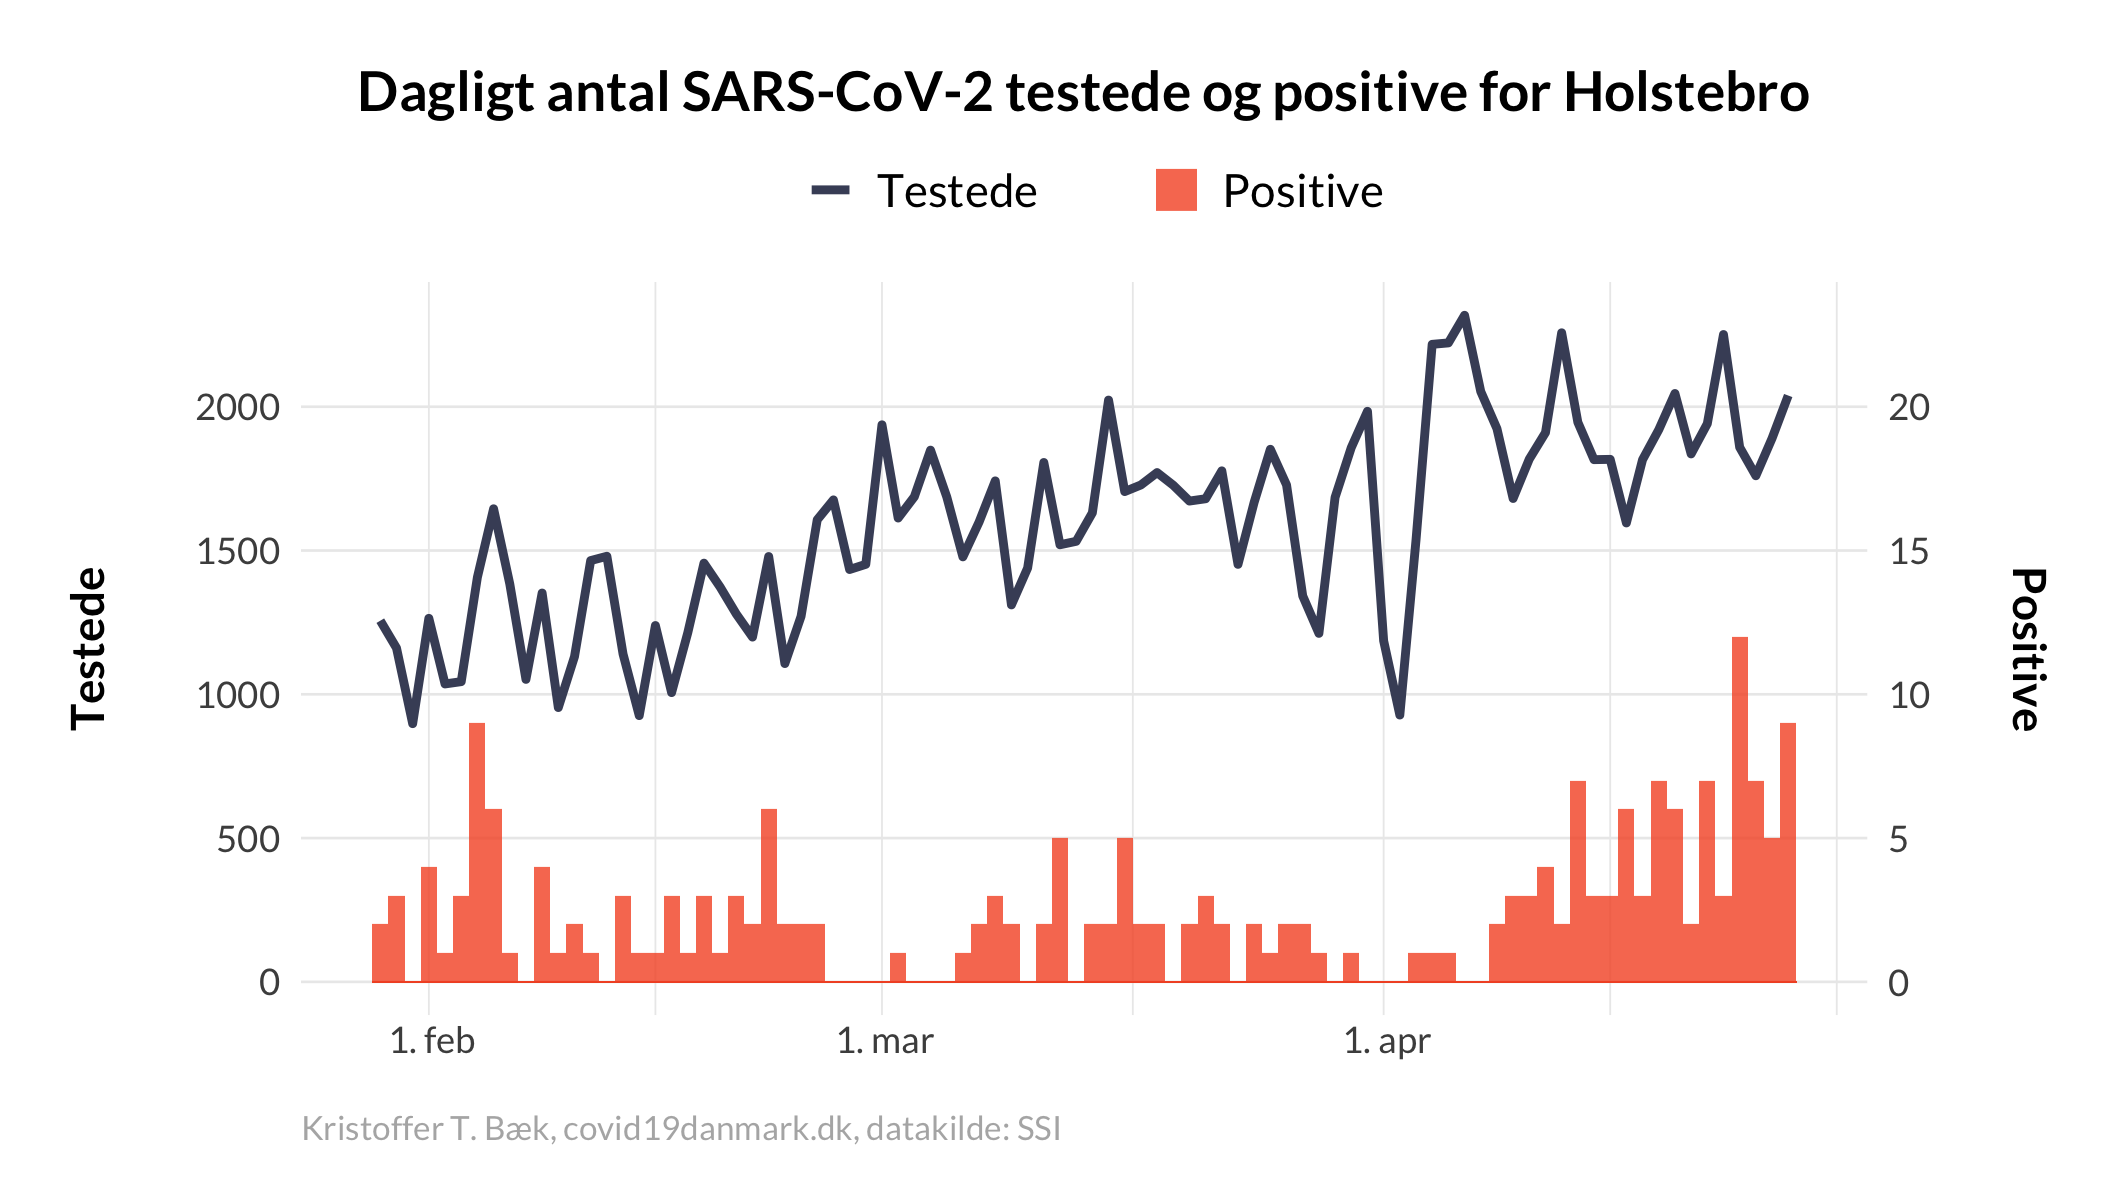 Dagligt antal SARS-CoV-2 testede og positive for Holstebro
Testede
Positive
2000
1500
1000
500
0
20
15
10
5
0
Testede
Positive
1. feb
1. mar
1. apr
Kristoffer T. Bæk, covid19danmark.dk, datakilde: SSI